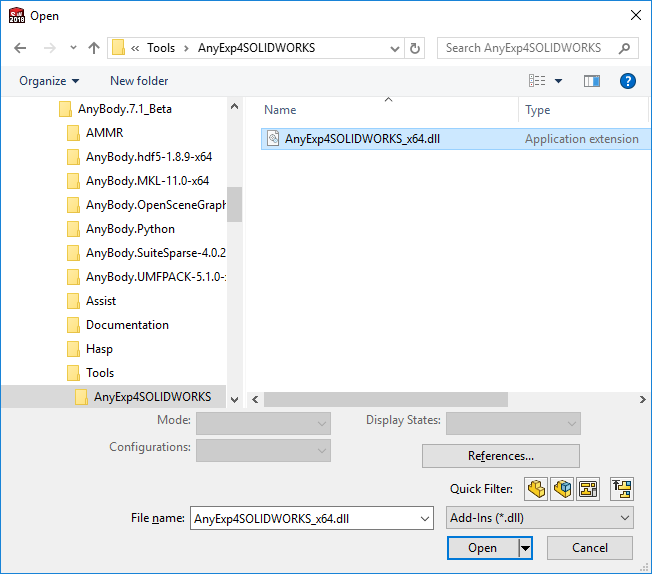 SW 2018 Open
« Tools › AnyExp4SOLIDWORKS
Search AnyExp4SOLIDWORKS
Organize
New folder
?
AnyBody.7.1_Beta
AMMR
AnyBody.hdf5-1.8.9-x64
AnyBody.MKL-11.0-x64
AnyBody.OpenSceneGraph
AnyBody.Python
AnyBody.SuiteSparse-4.0.2
AnyBody.UMFPACK-5.1.0-x
Assist
Documentation
Hasp
Tools
AnyExp4SOLIDWORKS
Name
Type
AnyExp4SOLIDWORKS_x64.dll
Application extension
Mode:
Display States:
Configurations:
References...
Quick Filter:
File name:
AnyExp4SOLIDWORKS_x64.dll
Add-Ins (*.dll)
Open
Cancel